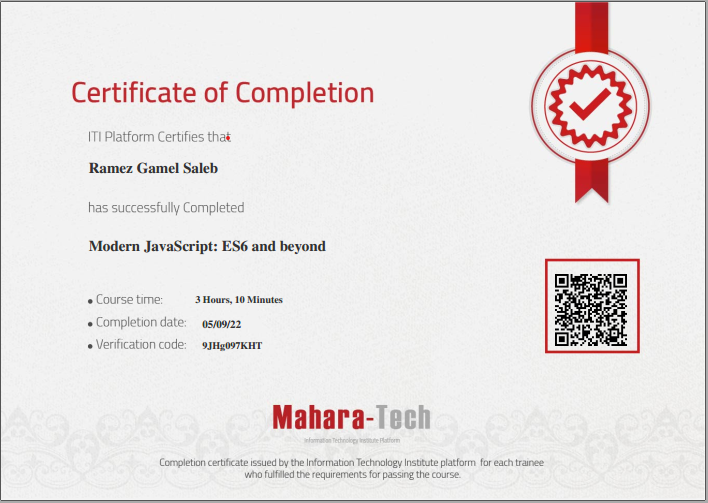 Certificate of Completion
ITI Platform Certifies that
Ramez Gamel Saleb
has successfully Completed
Modern JavaScript: ES6 and beyond
Course time: 3 Hours, 10 Minutes
Completion date: 05/09/22
Verification code: 9JHg097KHT
Mahara-Tech
Information Technology Institute Platform
Completion certificate issued by the Information Technology Institute platform for each trainee
who fulfilled the requirements for passing the course.